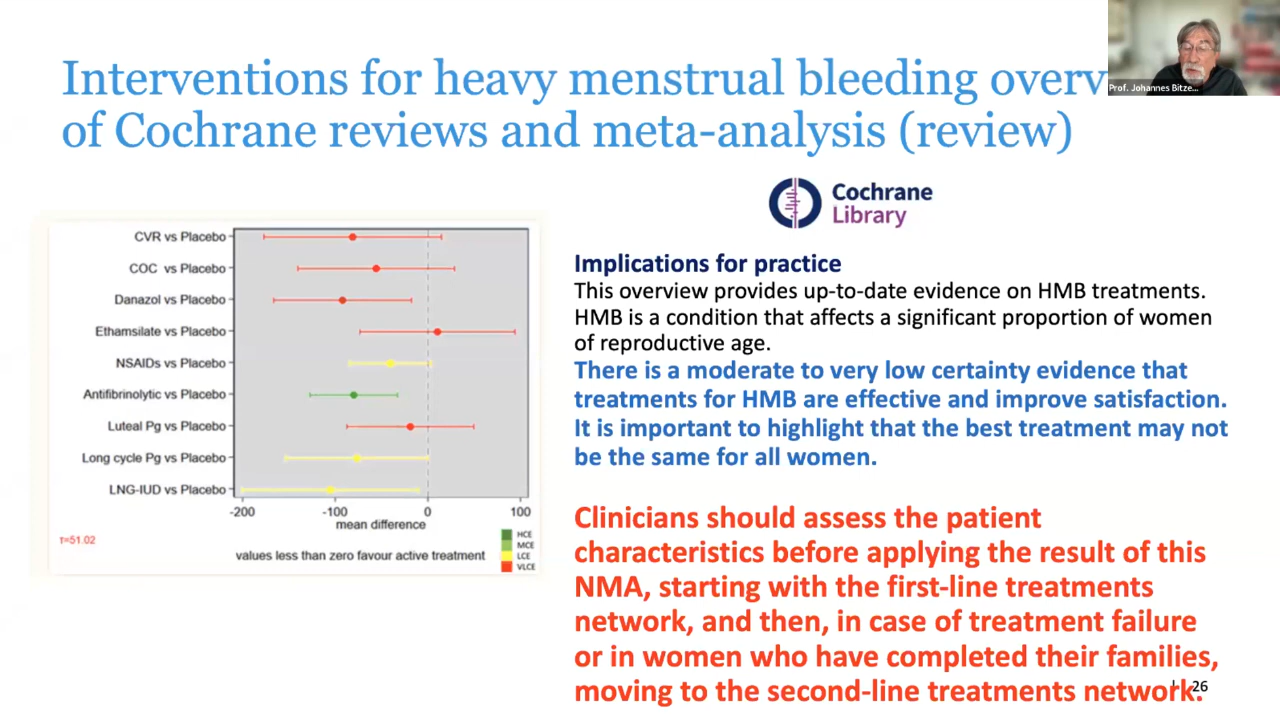 Interventions for heavy menstrual bleeding overv
of Cochrane reviews and meta-analysis (review)
Prof. Johannes Bitze...
Cochrane
Library
CVR vs Placebo
COC vs Placebo
Danazol vs Placebo
Ethamsilate vs Placebo
NSAIDs vs Placebo
Antifibrinolytic vs Placebo
Luteal Pg vs Placebo
Long cycle Pg vs Placebo
LNG-IUD vs Placebo
-200 -100 0 100
mean difference
τ=51.02
values less than zero favour active treatment
HCE
MCE
LCE
VLCE
Implications for practice
This overview provides up-to-date evidence on HMB treatments.
HMB is a condition that affects a significant proportion of women
of reproductive age.
There is a moderate to very low certainty evidence that
treatments for HMB are effective and improve satisfaction.
It is important to highlight that the best treatment may not
be the same for all women.
Clinicians should assess the patient
characteristics before applying the result of this
NMA, starting with the first-line treatments
network, and then, in case of treatment failure
or in women who have completed their families,
moving to the second-line treatments network.
26